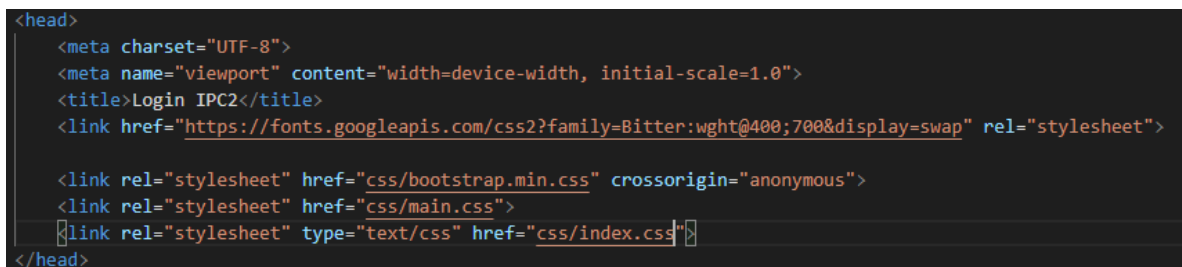 <head>
<meta charset="UTF-8">
<meta name="viewport" content="width=device-width, initial-scale=1.0">
<title>Login IPC2</title>
<link href="https://fonts.googleapis.com/css2?family=Bitter:wght@400;700&display=swap" rel="stylesheet">
<link rel="stylesheet" href="css/bootstrap.min.css" crossorigin="anonymous">
<link rel="stylesheet" href="css/main.css">
<link rel="stylesheet" type="text/css" href="css/index.css">
</head>